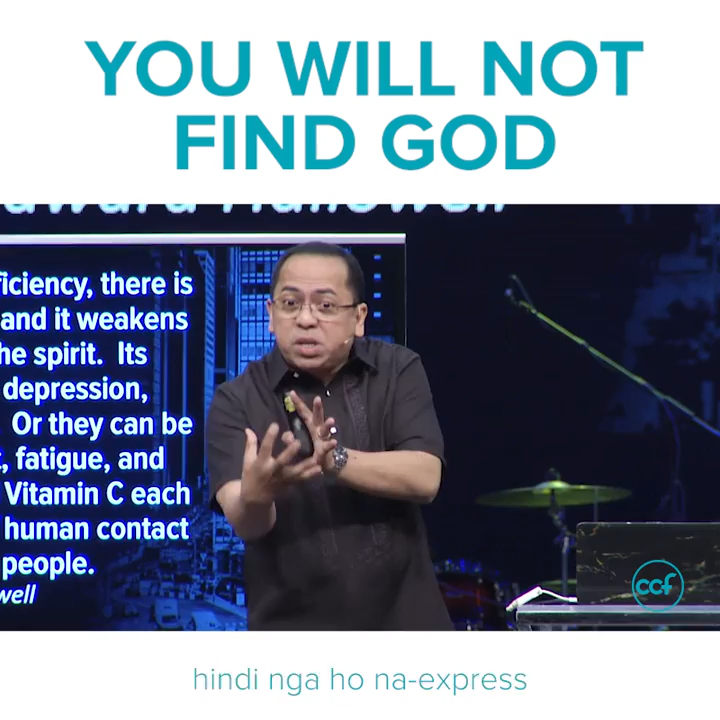 YOU WILL NOT
FIND GOD
ficiency, there is
and it weakens
he spirit. Its
depression,
Or they can be
, fatigue, and
Vitamin C each
human contact
people.
well
ccf
hindi nga ho na-express